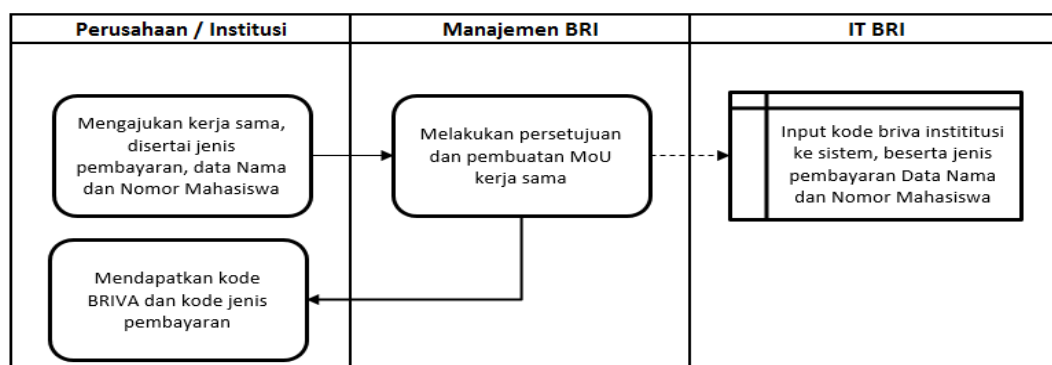 Perusahaan / Institusi
Manajemen BRI
IT BRI
Mengajukan kerja sama,
disertai jenis
pembayaran, data Nama
dan Nomor Mahasiswa
Melakukan persetujuan
dan pembuatan MoU
kerja sama
Input kode briva instititusi
ke sistem, beserta jenis
pembayaran Data Nama
dan Nomor Mahasiswa
Mendapatkan kode
BRIVA dan kode jenis
pembayaran